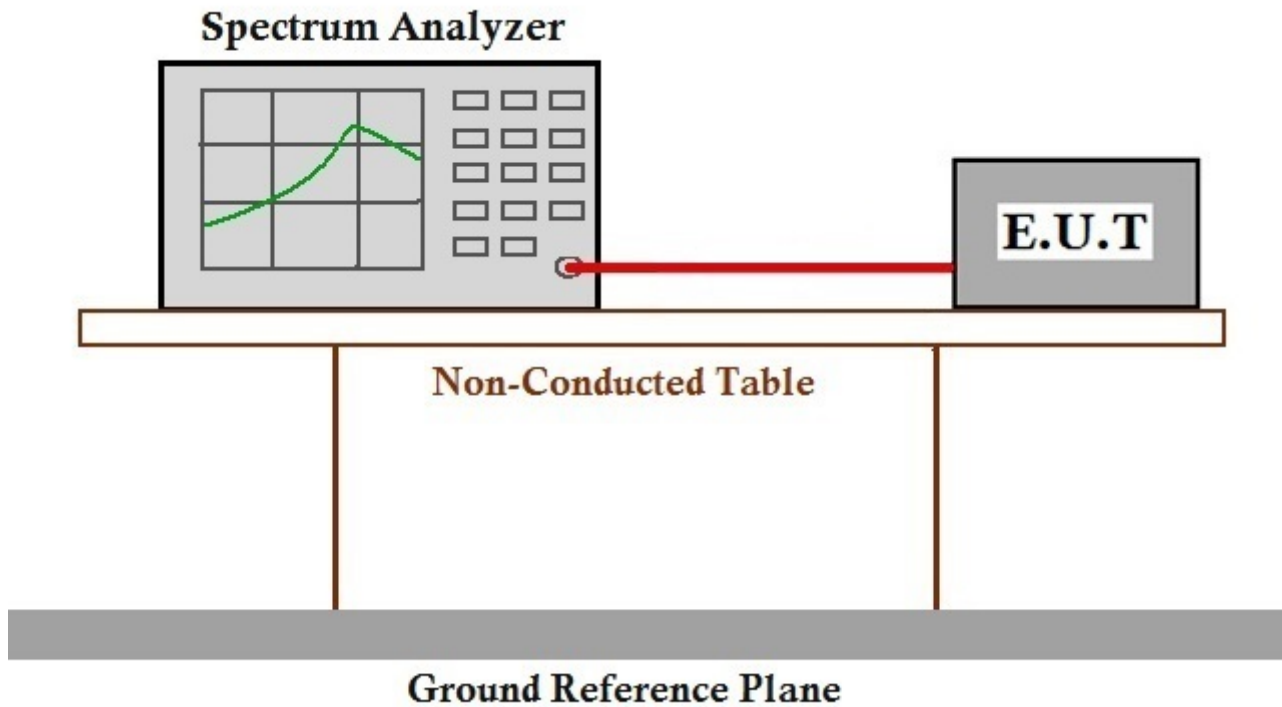 Spectrum Analyzer
E.U.T
Non-Conducted Table
Ground Reference Plane